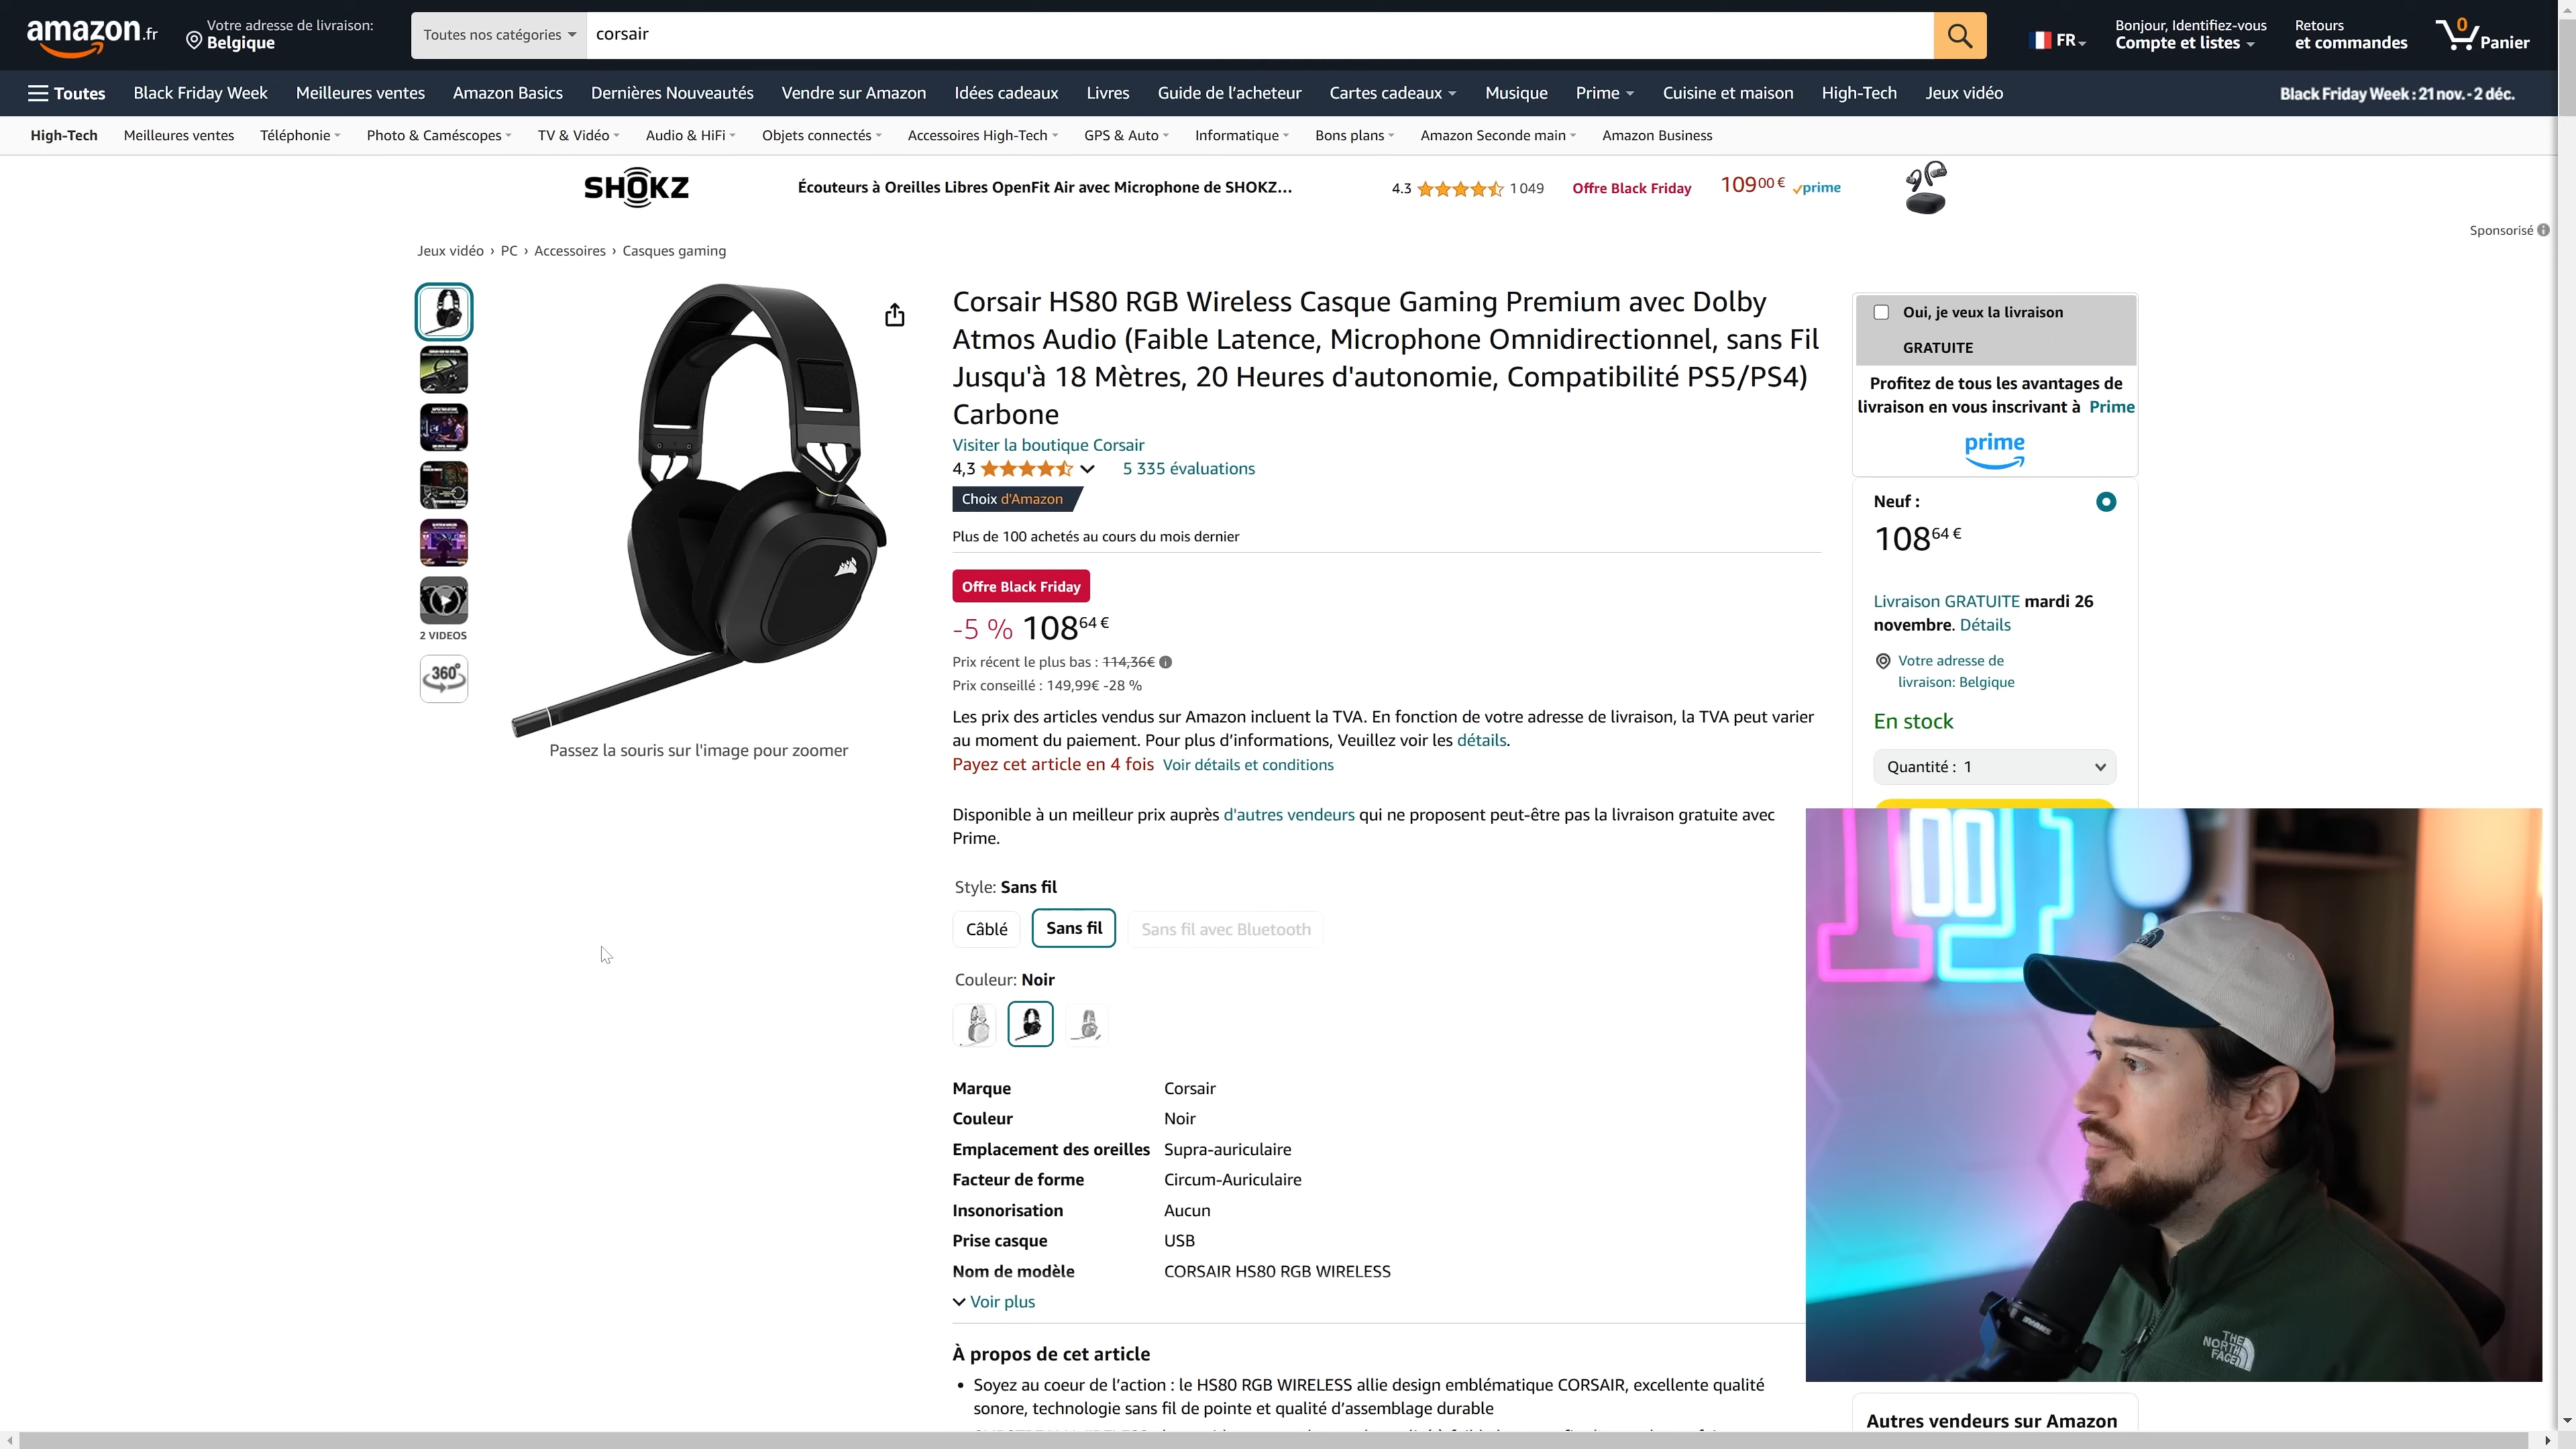 amazon.fr
Votre adresse de livraison:
Belgique
Toutes nos catégories
corsair
FR
Bonjour, Identifiez-vous
Compte et listes
Retours
et commandes
0
Panier
Toutes
Black Friday Week
Meilleures ventes
Amazon Basics
Dernières Nouveautés
Vendre sur Amazon
Idées cadeaux
Livres
Guide de l’acheteur
Cartes cadeaux
Musique
Prime
Cuisine et maison
High-Tech
Jeux vidéo
Black Friday Week : 21 nov. - 2 déc.
High-Tech
Meilleures ventes
Téléphonie
Photo & Caméscopes
TV & Vidéo
Audio & HiFi
Objets connectés
Accessoires High-Tech
GPS & Auto
Informatique
Bons plans
Amazon Seconde main
Amazon Business
SHOKZ
Écouteurs à Oreilles Libres OpenFit Air avec Microphone de SHOKZ...
4.3
1 049
Offre Black Friday
109 00 €
prime
Sponsorisé
Jeux vidéo › PC › Accessoires › Casques gaming
2 VIDEOS
360°
Passez la souris sur l'image pour zoomer
Corsair HS80 RGB Wireless Casque Gaming Premium avec Dolby
Atmos Audio (Faible Latence, Microphone Omnidirectionnel, sans Fil
Jusqu'à 18 Mètres, 20 Heures d'autonomie, Compatibilité PS5/PS4)
Carbone
Visiter la boutique Corsair
4,3
5 335 évaluations
Choix d'Amazon
Plus de 100 achetés au cours du mois dernier
Offre Black Friday
-5 % 108 64 €
Prix récent le plus bas : 114,36€
Prix conseillé : 149,99€ -28 %
Les prix des articles vendus sur Amazon incluent la TVA. En fonction de votre adresse de livraison, la TVA peut varier
au moment du paiement. Pour plus d’informations, Veuillez voir les détails.
Payez cet article en 4 fois Voir détails et conditions
Disponible à un meilleur prix auprès d'autres vendeurs qui ne proposent peut-être pas la livraison gratuite avec
Prime.
Style: Sans fil
Câblé
Sans fil
Sans fil avec Bluetooth
Couleur: Noir
Marque Corsair
Couleur Noir
Emplacement des oreilles Supra-auriculaire
Facteur de forme Circum-Auriculaire
Insonorisation Aucun
Prise casque USB
Nom de modèle CORSAIR HS80 RGB WIRELESS
Voir plus
À propos de cet article
• Soyez au coeur de l’action : le HS80 RGB WIRELESS allie design emblématique CORSAIR, excellente qualité
sonore, technologie sans fil de pointe et qualité d’assemblage durable
Oui, je veux la livraison
GRATUITE
Profitez de tous les avantages de
livraison en vous inscrivant à Prime
prime
Neuf :
108 64 €
Livraison GRATUITE mardi 26
novembre. Détails
Votre adresse de
livraison: Belgique
En stock
Quantité : 1
THE
NORTH
FACE
Autres vendeurs sur Amazon